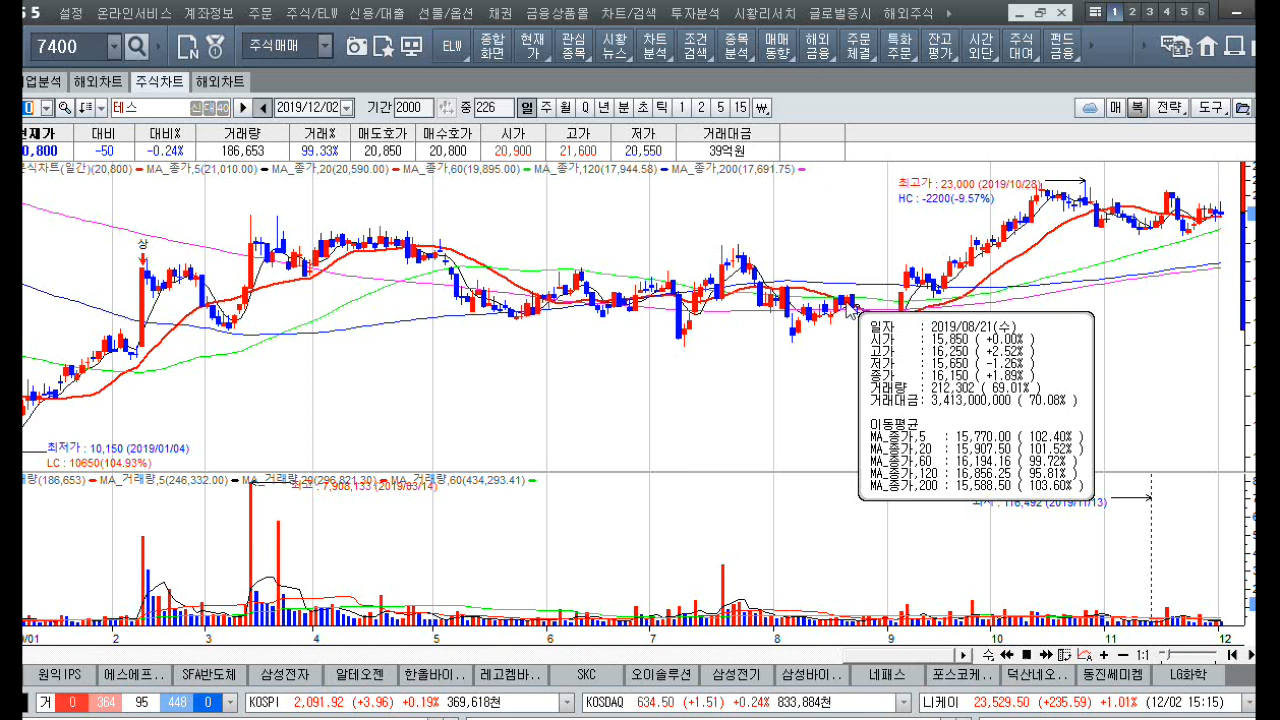 5 5 설정 온라인서비스 계좌정보 주문 주식/ELW 신용/대출 선물/옵션 채권 금융상품몰 차트/검색 투자분석 시황리서치 글로벌증시 해외주식 1 2 3 4 5 6
7400 주식매매 ELW 종합화면 현재가 관심종목 시황뉴스 차트분석 조건검색 종목분석 매매동향 해외금융 주문체결 특화주문 잔고평가 시간외단 주식대여 펀드금융
업분석 해외차트 주식차트 해외차트
테스 신 대 40 2019/12/02 기간 2000 중 226 일 주 월 Q 년 분 초 틱 1 2 5 15 매 복 전략 도구
현재가 대비 대비% 거래량 거래% 매도호가 매수호가 시가 고가 저가 거래대금
0,800 -50 -0.24% 186,653 99.33% 20,850 20,800 20,900 21,600 20,550 39억원
식차트(일간)(20,800) MA_종가,5(21,010.00) MA_종가,20(20,590.00) MA_종가,60(19,895.00) MA_종가,120(17,944.58) MA_종가,200(17,691.75)
최고가 : 23,000 (2019/10/28)
HC : -2200(-9.57%)
상
일자 : 2019/08/21(수)
시가 : 15,850 ( +0.00% )
고가 : 16,250 ( +2.52% )
저가 : 15,650 ( -1.26% )
종가 : 16,150 ( +1.89% )
거래량 : 212,302 ( 69.01% )
거래대금 : 3,413,000,000 ( 70.08% )
이동평균
MA_종가,5 : 15,770.00 ( 102.40% )
MA_종가,20 : 15,907.50 ( 101.52% )
MA_종가,60 : 16,194.16 ( 99.72% )
MA_종가,120 : 16,856.25 ( 95.81% )
MA_종가,200 : 15,588.50 ( 103.60% )
최저가 : 10,150 (2019/01/04)
LC : 10650(104.93%)
량(186,653) MA_거래량,5(246,332.00) MA_거래량,20(296,821.30) MA_거래량,60(434,293.41)
최고 : 7,908,133(2019/03/14)
최저 : 116,492 (2019/11/13)
/01 2 3 4 5 6 7 8 9 10 11 12
1:1
원익IPS 에스에프.. SFA반도체 삼성전자 알테오젠 한올바이.. 레고켐바.. SKC 오이솔루션 삼성전기 삼성바이.. 네패스 포스코케.. 덕산네오.. 동진쎄미켐 LG화학
거 0 364 95 448 0 KOSPI 2,091.92 (+3.96) +0.19% 369,618천 KOSDAQ 634.50 (+1.51) +0.24% 833,884천 니케이 23,529.50 (+235.59) +1.01% (12/02 15:15)